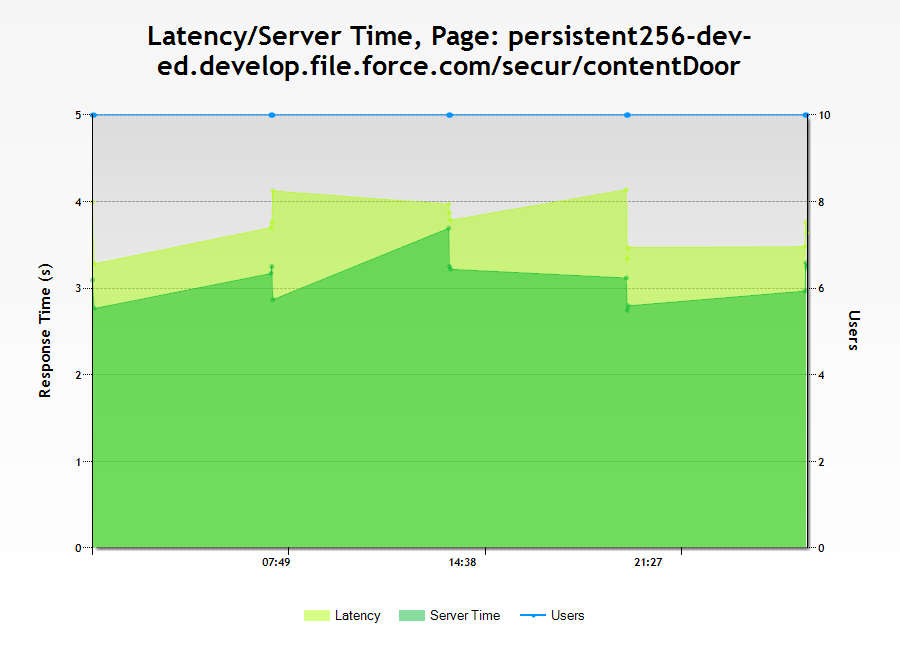 Latency/Server Time, Page: persistent256-dev-
ed.develop.file.force.com/secur/contentDoor
5
4
3
2
1
0
Response Time (s)
10
8
6
4
2
0
Users
07:49 14:38 21:27
Latency Server Time Users